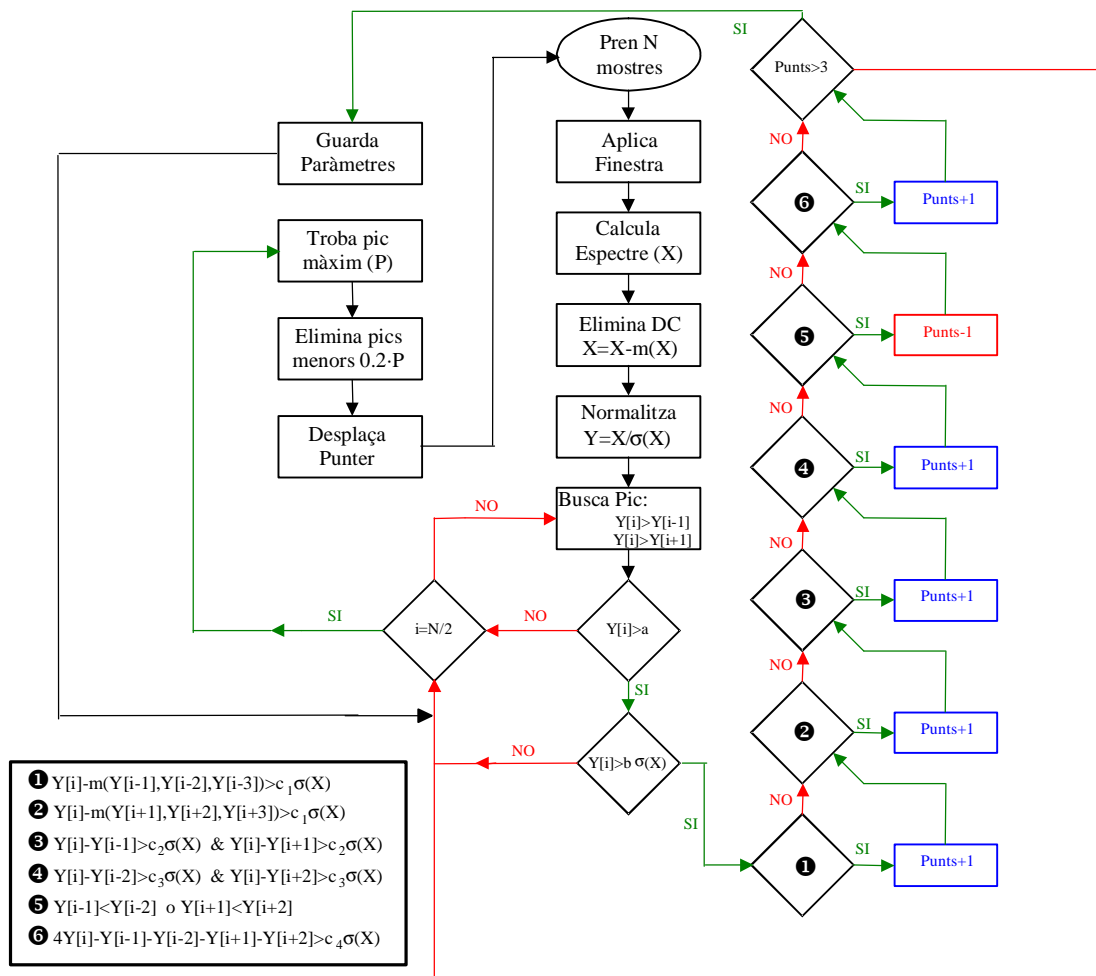 SI
Pren N
mostres
Punts>3
Guarda
Paràmetres
Aplica
Finestra
NO
❻
SI
Punts+1
Troba pic
màxim (P)
Calcula
Espectre (X)
NO
❺
SI
Punts-1
Elimina pics
menors 0.2·P
Elimina DC
X=X-m(X)
NO
❹
SI
Punts+1
Desplaça
Punter
Normalitza
Y=X/σ(X)
NO
Busca Pic:
Y[i]>Y[i-1]
Y[i]>Y[i+1]
NO
❸
SI
Punts+1
SI
i=N/2
NO
Y[i]>a
NO
❷
SI
Punts+1
SI
NO
Y[i]>b σ(X)
SI
NO
❶
SI
Punts+1
❶ Y[i]-m(Y[i-1],Y[i-2],Y[i-3])>c₁σ(X)
❷ Y[i]-m(Y[i+1],Y[i+2],Y[i+3])>c₁σ(X)
❸ Y[i]-Y[i-1]>c₂σ(X) & Y[i]-Y[i+1]>c₂σ(X)
❹ Y[i]-Y[i-2]>c₃σ(X) & Y[i]-Y[i+2]>c₃σ(X)
❺ Y[i-1]<Y[i-2] o Y[i+1]<Y[i+2]
❻ 4Y[i]-Y[i-1]-Y[i-2]-Y[i+1]-Y[i+2]>c₄σ(X)